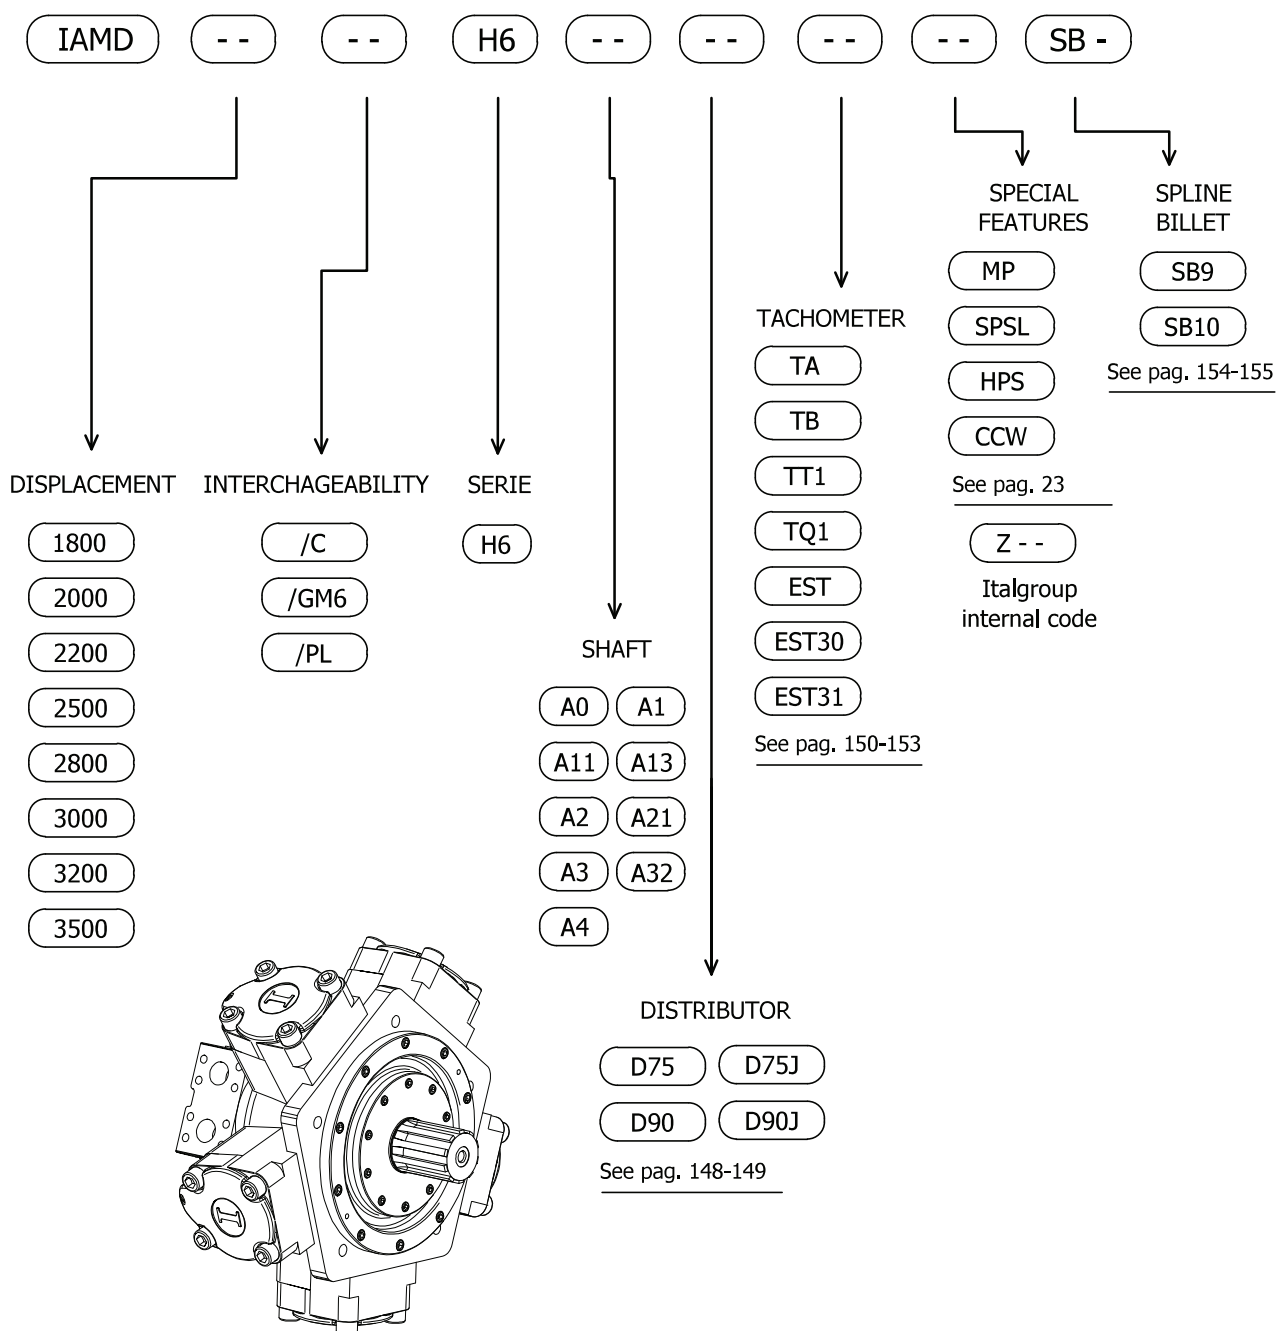 IAMD -- -- H6 -- -- -- -- SB -
SPECIAL
FEATURES
MP
SPSL
HPS
CCW
See pag. 23
Z - -
Italgroup
internal code
SPLINE
BILLET
SB9
SB10
See pag. 154-155
TACHOMETER
TA
TB
TT1
TQ1
EST
EST30
EST31
See pag. 150-153
DISPLACEMENT
1800
2000
2200
2500
2800
3000
3200
3500
INTERCHAGEABILITY
/C
/GM6
/PL
SERIE
H6
SHAFT
A0 A1
A11 A13
A2 A21
A3 A32
A4
DISTRIBUTOR
D75 D75J
D90 D90J
See pag. 148-149